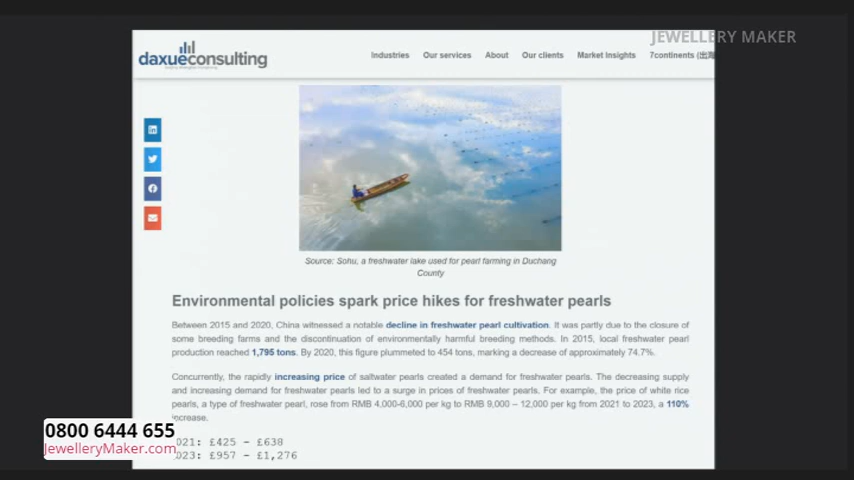 JEWELLERY MAKER
daxueconsulting
Industries Our services About Our clients Market Insights 7continents (出海
Source: Sohu, a freshwater lake used for pearl farming in Duchang
County
Environmental policies spark price hikes for freshwater pearls
Between 2015 and 2020, China witnessed a notable decline in freshwater pearl cultivation. It was partly due to the closure of
some breeding farms and the discontinuation of environmentally harmful breeding methods. In 2015, local freshwater pearl
production reached 1,795 tons. By 2020, this figure plummeted to 454 tons, marking a decrease of approximately 74.7%.
Concurrently, the rapidly increasing price of saltwater pearls created a demand for freshwater pearls. The decreasing supply
and increasing demand for freshwater pearls led to a surge in prices of freshwater pearls. For example, the price of white rice
pearls, a type of freshwater pearl, rose from RMB 4,000-6,000 per kg to RMB 9,000 – 12,000 per kg from 2021 to 2023, a 110%
increase.
0800 6444 655
JewelleryMaker.com
021: £425 - £638
023: £957 - £1,276